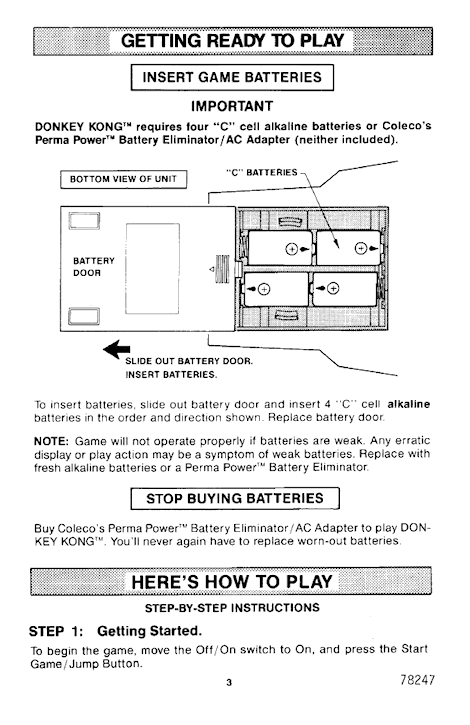 GETTING READY TO PLAY
INSERT GAME BATTERIES
IMPORTANT
DONKEY KONG™ requires four "C" cell alkaline batteries or Coleco's
Perma Power™ Battery Eliminator/AC Adapter (neither included).
BOTTOM VIEW OF UNIT
"C" BATTERIES
BATTERY
DOOR
SLIDE OUT BATTERY DOOR.
INSERT BATTERIES.
To insert batteries, slide out battery door and insert 4 "C" cell alkaline
batteries in the order and direction shown. Replace battery door.
NOTE: Game will not operate properly if batteries are weak. Any erratic
display or play action may be a symptom of weak batteries. Replace with
fresh alkaline batteries or a Perma Power™ Battery Eliminator.
STOP BUYING BATTERIES
Buy Coleco's Perma Power™ Battery Eliminator/AC Adapter to play DON-
KEY KONG™. You'll never again have to replace worn-out batteries.
HERE'S HOW TO PLAY
STEP-BY-STEP INSTRUCTIONS
STEP 1: Getting Started.
To begin the game, move the Off/On switch to On, and press the Start
Game/Jump Button.
3
78247